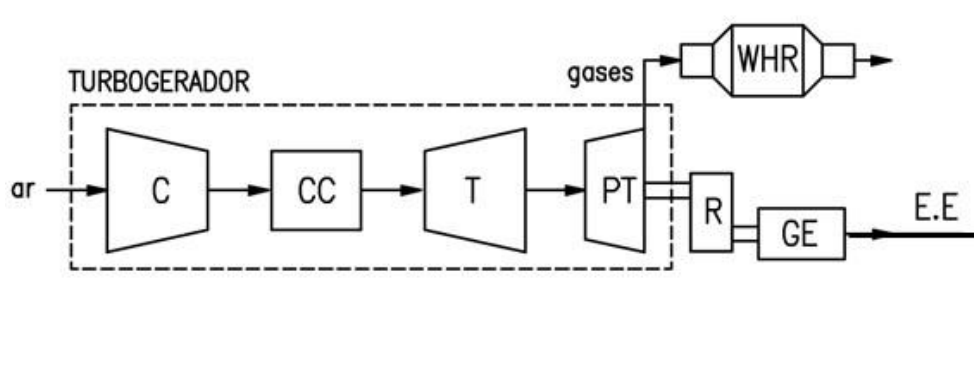 TURBOGERADOR
gases
WHR
ar
C
CC
T
PT
R
GE
E.E